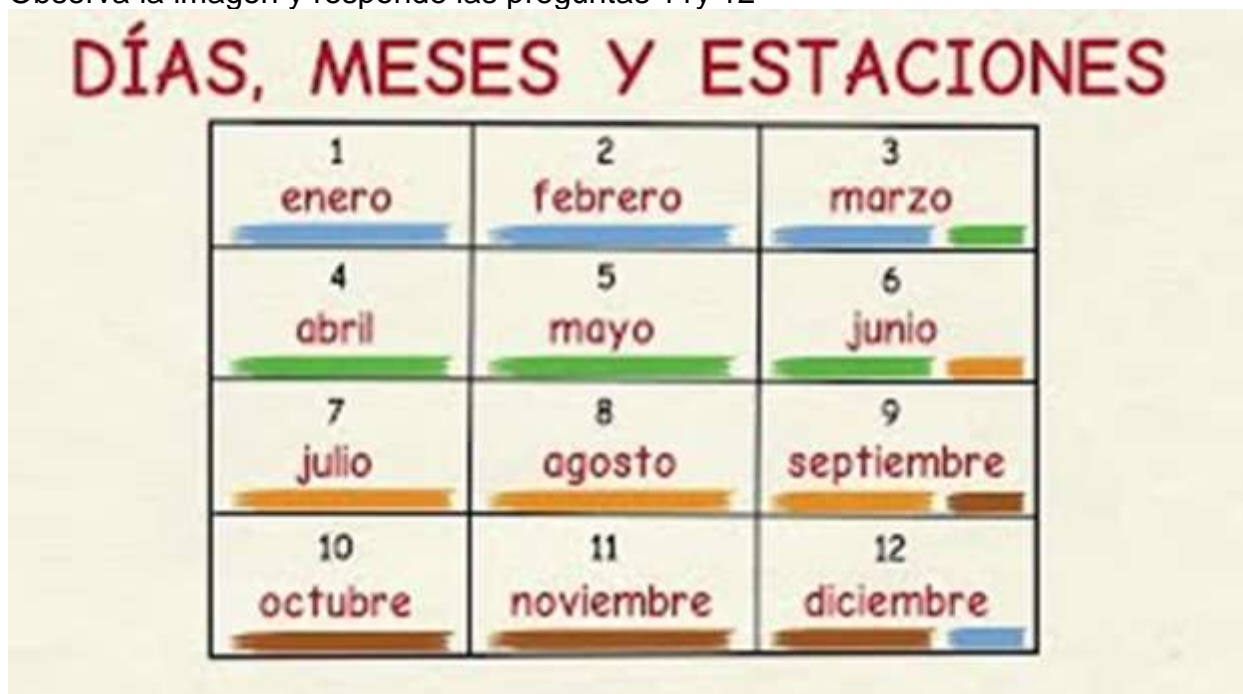 Observa la imagen y responde las preguntas 11y 12
DÍAS, MESES Y ESTACIONES
1 2 3
enero febrero marzo
4 5 6
abril mayo junio
7 8 9
julio agosto septiembre
10 11 12
octubre noviembre diciembre